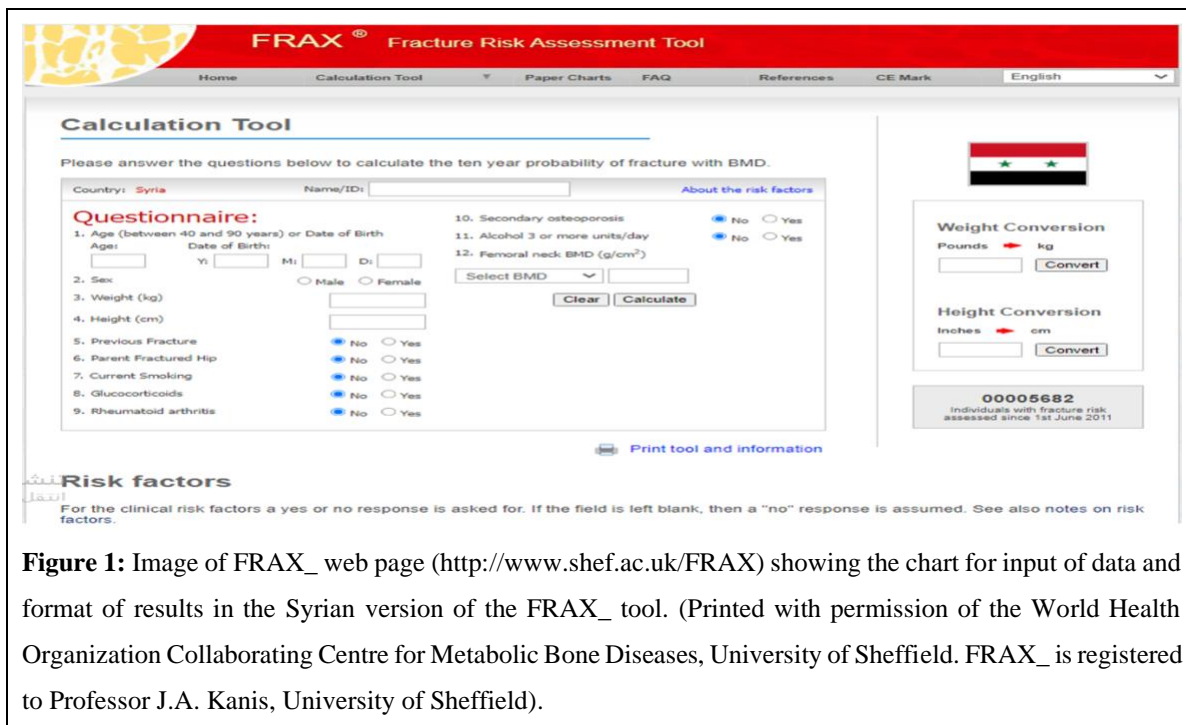 FRAX ® Fracture Risk Assessment Tool
Home Calculation Tool ▼ Paper Charts FAQ References CE Mark English
Calculation Tool
Please answer the questions below to calculate the ten year probability of fracture with BMD.
Country: Syria Name/ID: About the risk factors
Questionnaire:
1. Age (between 40 and 90 years) or Date of Birth
Age: Date of Birth:
Y: M: D:
2. Sex Male Female
3. Weight (kg)
4. Height (cm)
5. Previous Fracture No Yes
6. Parent Fractured Hip No Yes
7. Current Smoking No Yes
8. Glucocorticoids No Yes
9. Rheumatoid arthritis No Yes
10. Secondary osteoporosis No Yes
11. Alcohol 3 or more units/day No Yes
12. Femoral neck BMD (g/cm²)
Select BMD
Clear Calculate
Weight Conversion
Pounds kg
Convert
Height Conversion
Inches cm
Convert
00005682
Individuals with fracture risk
assessed since 1st June 2011
Print tool and information
Risk factors
انتقل
For the clinical risk factors a yes or no response is asked for. If the field is left blank, then a "no" response is assumed. See also notes on risk
factors.
Figure 1: Image of FRAX_ web page (http://www.shef.ac.uk/FRAX) showing the chart for input of data and
format of results in the Syrian version of the FRAX_ tool. (Printed with permission of the World Health
Organization Collaborating Centre for Metabolic Bone Diseases, University of Sheffield. FRAX_ is registered
to Professor J.A. Kanis, University of Sheffield).